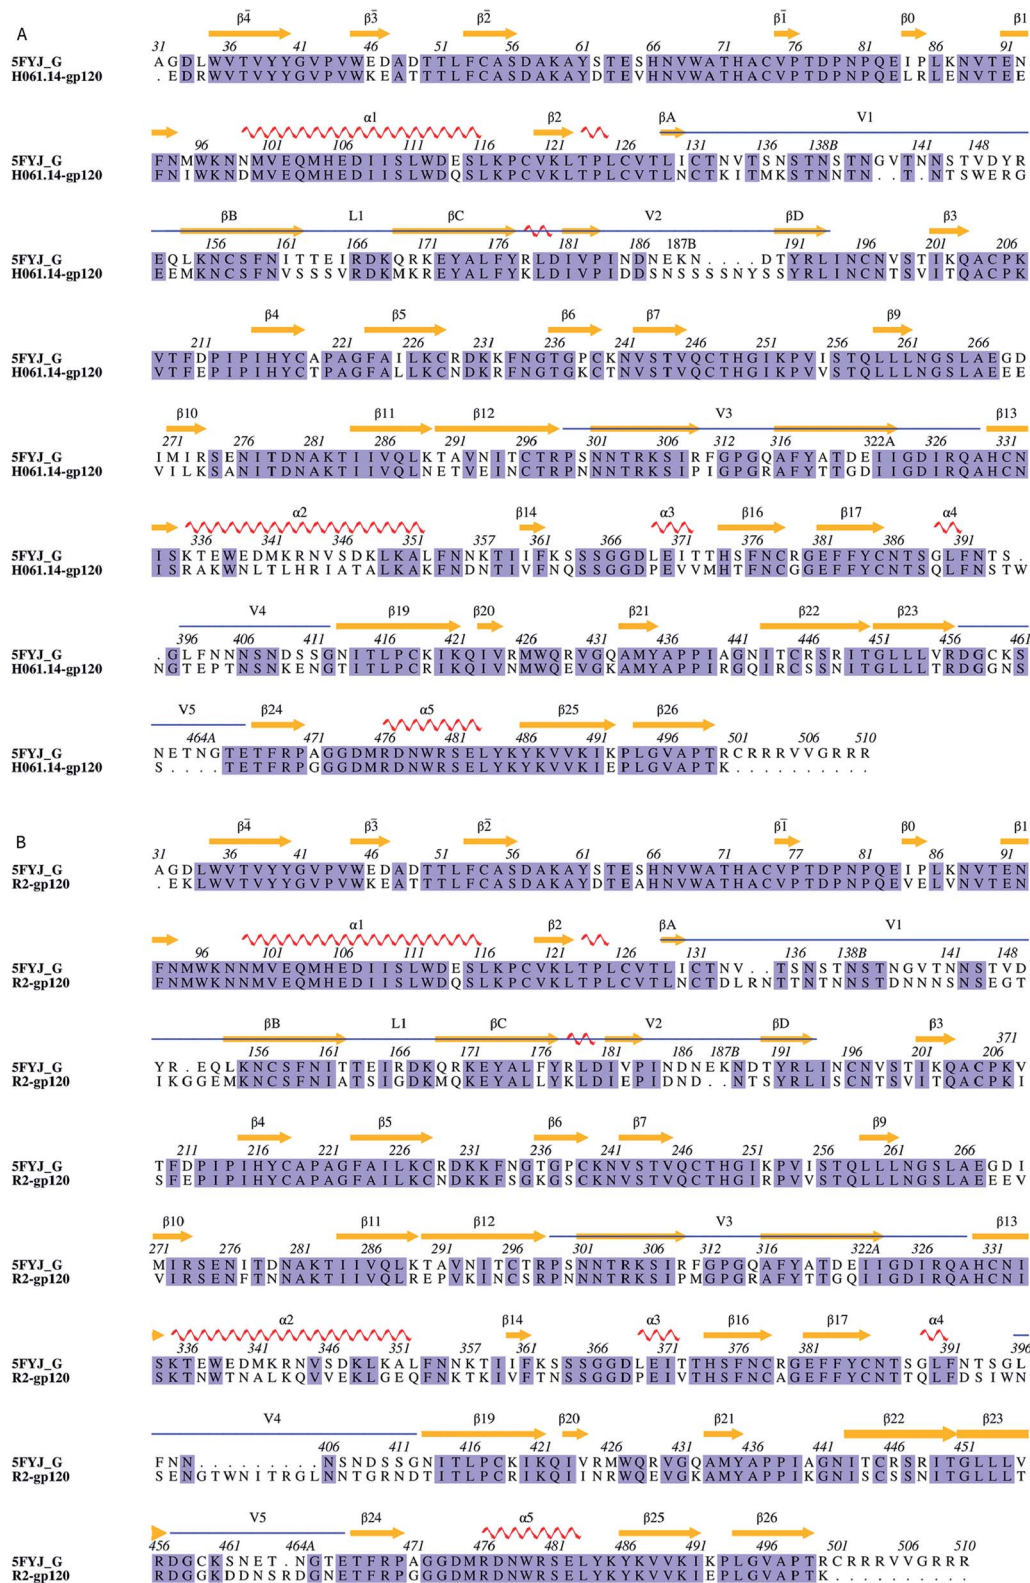 A
β4̄ β3̄ β2̄ β1̄ β0 β1
31 36 41 46 51 56 61 66 71 77 81 86 91
5FYJ_G AGDLWVTVYYGVPVWEDADTTLFCASDAKAYSTESHNVWATHACVPTDPNPQEIPLKNVTEN
H061.14-gp120 .EDRWVTVYYGVPVWKEATTTLFCASDAKAYDTEVHNVWATHACVPTDPNPQELRLENVTEE
α1 β2 βA V1
96 101 106 111 116 121 126 131 136 138B 141 148
5FYJ_G FNMWKNNMVEQMHEDIISLWDESLKPCVKLTPLCVTLICTNVTSNSTNSTNGVTNNSTVDYR
H061.14-gp120 FNIWKNDMVEQMHEDIISLWDQSLKPCVKLTPLCVTLNCTKITMKSTNNTN..T.NTSWERG
βB L1 βC V2 βD β3
156 161 166 171 176 181 186 187B 191 196 201 206
5FYJ_G EQLKNCSFNITTEIRDKQRKEYALFYRLDIVPINDNEKN....DTYRLINCNVSTIKQACPK
H061.14-gp120 EEMKNCSFNVSSSVRDKMKREYALFYKLDIVPIDDSNSSSSNYSSYRLINCNTSVITQACPK
β4 β5 β6 β7 β9
211 216 221 226 231 236 241 246 251 256 261 266
5FYJ_G VTFDPIPIHYCAPAGFAILKCRDKKFNGTGPCKNVSTVQCTHGIKPVISTQLLLNGSLAEGD
H061.14-gp120 VTFEPIPIHYCTPAGFALLKCNDKRFNGTGKCTNVSTVQCTHGIKPVVSTQLLLNGSLAEEE
β10 β11 β12 V3 β13
271 276 281 286 291 296 301 306 312 316 322A 326 331
5FYJ_G IMIRSENITDNAKTIIVQLKTAVNITCTRPSNNTRKSIRFGPGQAFYATDEIIGDIRQAHCN
H061.14-gp120 VILKSANITDNAKTIIVQLNETVEINCTRPNNNTRKSIPIGPGRAFYTTGDIIGDIRQAHCN
α2 β14 α3 β16 β17 α4
336 341 346 351 357 361 366 371 376 381 386 391
5FYJ_G ISKTEWEDMKRNVSDKLKALFNNKTIIFKSSSGGDLEITTHSFNCRGEFFYCNTSGLFNTS.
H061.14-gp120 ISRAKWNLTLHRIATALKAKFNDNTIVFNQSSGGDPEVVMHTFNCGGEFFYCNTSQLFNSTW
V4 β19 β20 β21 β22 β23
396 406 411 416 421 426 431 436 441 446 451 456 461
5FYJ_G .GLFNNNSNDSSGNITLPCKIKQIVRMWQRVGQAMYAPPIAGNITCRSRITGLLLVRDGCKS
H061.14-gp120 NGTEPTNSNKENGTITLPCRIKQIVNMWQEVGKAMYAPPIRGQIRCSSNITGLLLTRDGGNS
V5 β24 α5 β25 β26
464A 471 476 481 486 491 496 501 506 510
5FYJ_G NETNGTETFRPAGGDMRDNWRSELYKYKVVKIKPLGVAPTRCRRRVVGRRR
H061.14-gp120 S....TETFRPGGGDMRDNWRSELYKYKVVKIEPLGVAPTK..........
B
β4̄ β3̄ β2̄ β1̄ β0 β1
31 36 41 46 51 56 61 66 71 77 81 86 91
5FYJ_G AGDLWVTVYYGVPVWEDADTTLFCASDAKAYSTESHNVWATHACVPTDPNPQEIPLKNVTEN
R2-gp120 .EKLWVTVYYGVPVWKEATTTLFCASDAKAYDTEAHNVWATHACVPTDPNPQEVELVNVTEN
α1 β2 βA V1
96 101 106 111 116 121 126 131 136 138B 141 148
5FYJ_G FNMWKNNMVEQMHEDIISLWDESLKPCVKLTPLCVTLICTNV..TSNSTNSTNGVTNNSTVD
R2-gp120 FNMWKNNMVEQMHEDIISLWDQSLKPCVKLTPLCVTLNCTDLRNTTNTNNSTDNNNSNSEGT
βB L1 βC V2 βD β3
156 161 166 171 176 181 186 187B 191 196 201 206 371
5FYJ_G YR.EQLKNCSFNITTEIRDKQRKEYALFYRLDIVPINDNEKNDTYRLINCNVSTIKQACPKV
R2-gp120 IKGGEMKNCSFNIATSIGDKMQKEYALLYKLDIEPIDND..NTSYRLISCNTSVITQACPKI
β4 β5 β6 β7 β9
211 216 221 226 231 236 241 246 251 256 261 266
5FYJ_G TFDPIPIHYCAPAGFAILKCRDKKFNGTGPCKNVSTVQCTHGIKPVISTQLLLNGSLAEGDI
R2-gp120 SFEPIPIHYCAPAGFAILKCNDKKFSGKGSCKNVSTVQCTHGIRPVVSTQLLLNGSLAEEEV
β10 β11 β12 V3 β13
271 276 281 286 291 296 301 306 312 316 322A 326 331
5FYJ_G MIRSENITDNAKTIIVQLKTAVNITCTRPSNNTRKSIRFGPGQAFYATDEIIGDIRQAHCNI
R2-gp120 VIRSENFTNNAKTIIVQLREPVKINCSRPNNNTRKSIPMGPGRAFYTTGQIIGDIRQAHCNI
α2 β14 α3 β16 β17 α4
336 341 346 351 357 361 366 371 376 381 386 391 396
5FYJ_G SKTEWEDMKRNVSDKLKALFNNKTIIFKSSSGGDLEITTHSFNCRGEFFYCNTSGLFNTSGL
R2-gp120 SKTNWTNALKQVVEKLGEQFNKTKIVFTNSSGGDPEIVTHSFNCAGEFFYCNTTQLFDSIWN
V4 β19 β20 β21 β22 β23
406 411 416 421 426 431 436 441 446 451
5FYJ_G FNN.........NSNDSSGNITLPCKIKQIVRMWQRVGQAMYAPPIAGNITCRSRITGLLLV
R2-gp120 SENGTWNITRGLNNTGRNDTITLPCRIKQIINRWQEVGKAMYAPPIKGNISCSSNITGLLLT
V5 β24 α5 β25 β26
456 461 464A 471 476 481 486 491 496 501 506 510
5FYJ_G RDGCKSNET.NGTETFRPAGGDMRDNWRSELYKYKVVKIKPLGVAPTRCRRRVVGRRR
R2-gp120 RDGGKDDNSRDGNETFRPGGGDMRDNWRSELYKYKVVKIEPLGVAPTK..........